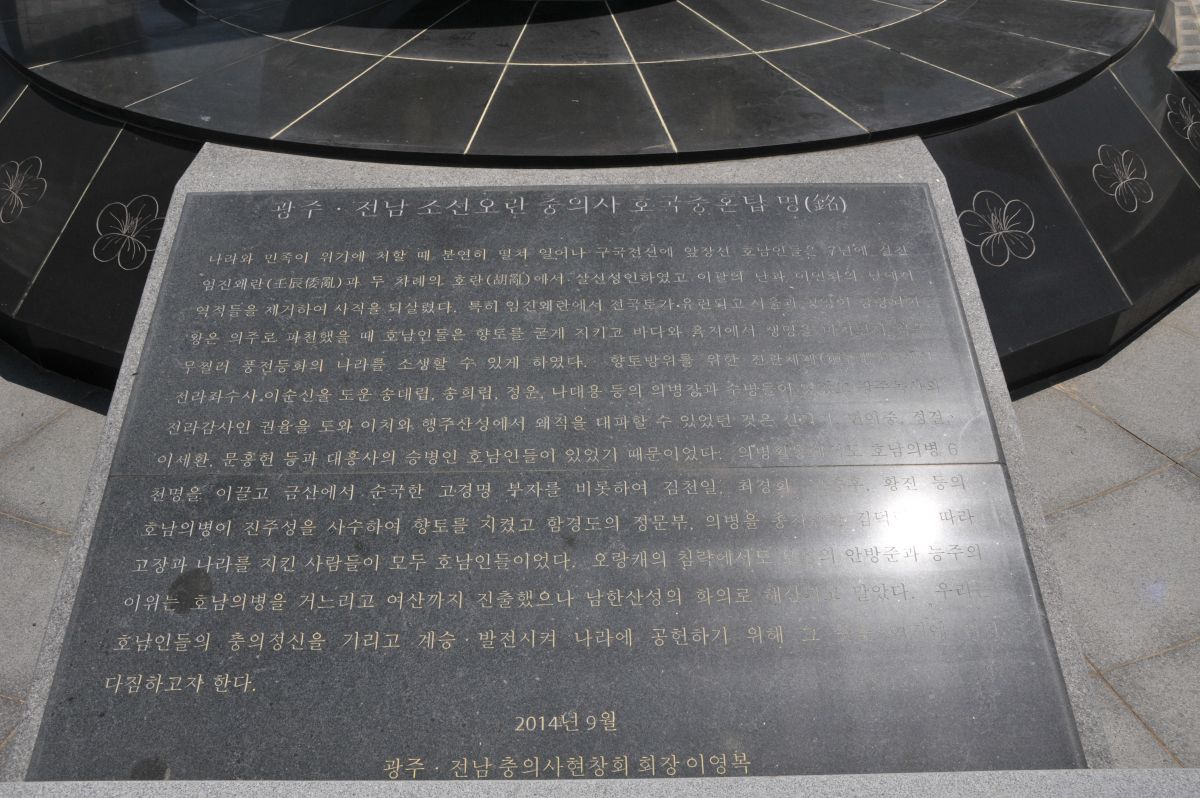 광주 · 전남 조선오란 충의사 호국충혼탑 명(銘)
나라와 민족이 위기에 처할 때 분연히 떨쳐 일어나 구국전선에 앞장선 호남인들은 7년에 걸친
임진왜란(壬辰倭亂)과 두 차례의 호란(胡亂)에서 살신성인하였고 이괄의 난과 이인좌의 난에서
역적들을 제거하여 사직을 되살렸다. 특히 임진왜란에서 전국토가 유린되고 서울과
황은 의주로 파천했을 때 호남인들은 향토를 굳게 지키고 바다와 육지에서 생명을
무릅써 풍전등화의 나라를 소생할 수 있게 하였다. 향토방위를 위한
전라좌수사 이순신을 도운 송대립, 송희립, 정운, 나대용 등의 의병장과 수방들이
전라감사인 권율을 도와 이치와 행주산성에서 왜적을 대파할 수 있었던 것은
이세환, 문홍헌 등과 대흥사의 승병인 호남인들이 있었기 때문이었다. 호남의병 6
천명을 이끌고 금산에서 순국한 고경명 부자를 비롯하여 김천일, 최경회, 황진 등의
호남의병이 진주성을 사수하여 향토를 지켰고 함경도의 정문부, 의병을 따라
고장과 나라를 지킨 사람들이 모두 호남인들이었다. 오랑캐의 침략에서도 안방준과 능주의
이위는 호남의병을 거느리고 여산까지 진출했으나 남한산성의 화의로 말았다. 우리는
호남인들의 충의정신을 기리고 계승 · 발전시켜 나라에 공헌하기 위해 그
다짐하고자 한다.
2014년 9월
광주 · 전남 충의사현창회 회장 이영복